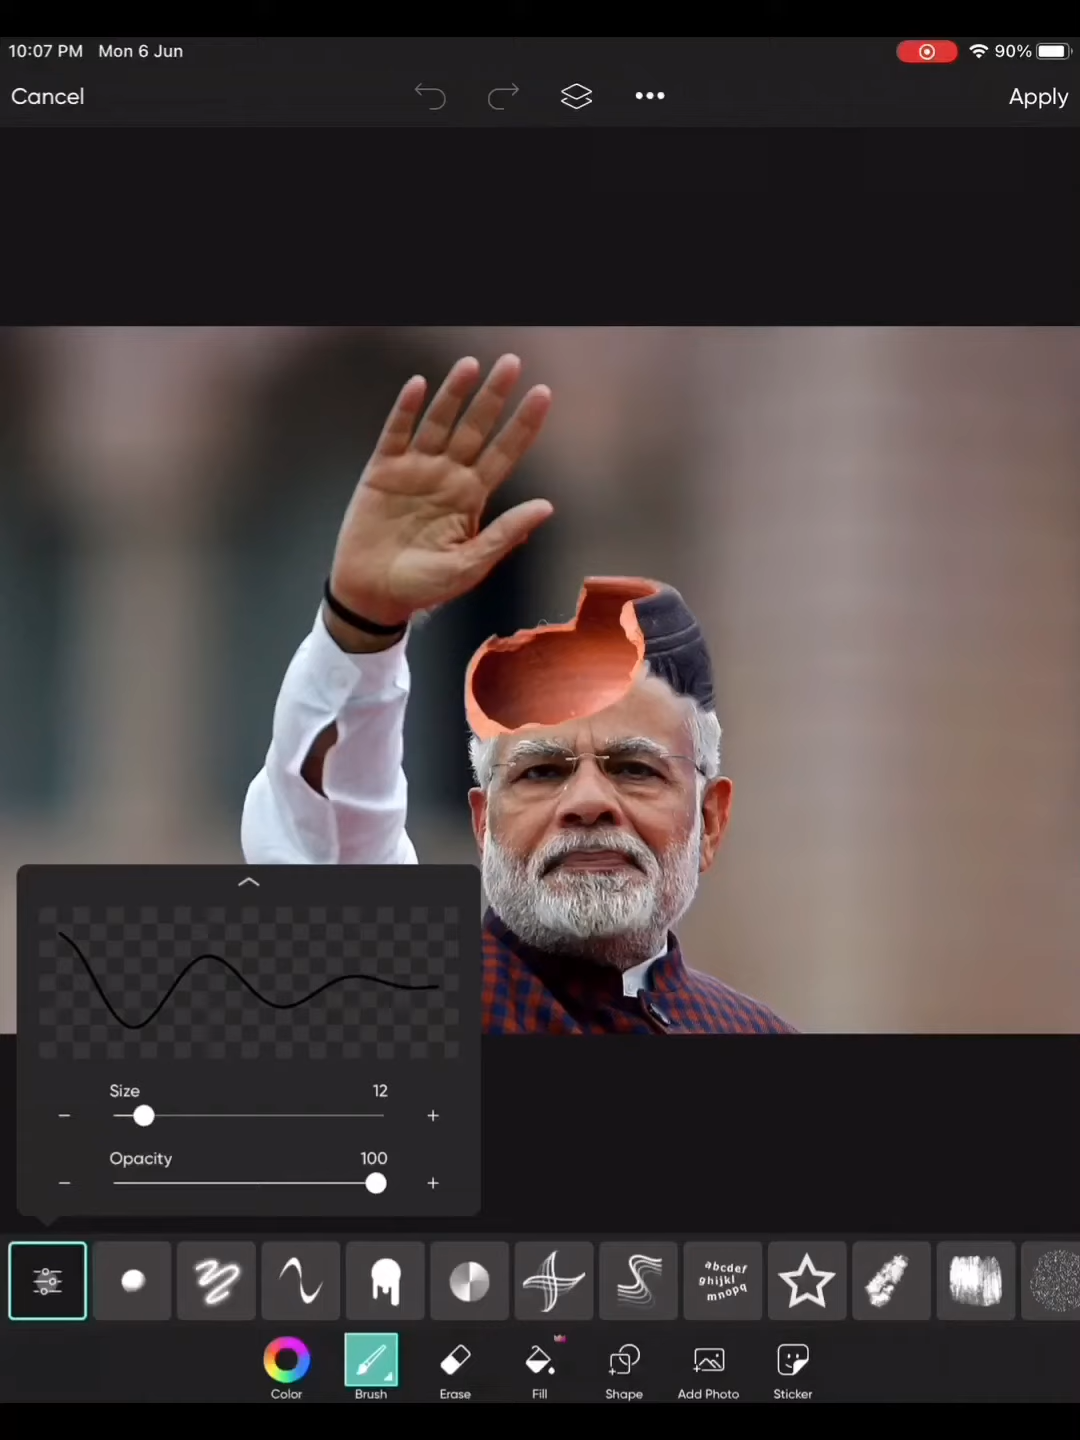 10:07 PM Mon 6 Jun
90%
Cancel
Apply
Size 12
Opacity 100
abcdef
ghijkl
mnopq
Color
Brush
Erase
Fill
Shape
Add Photo
Sticker